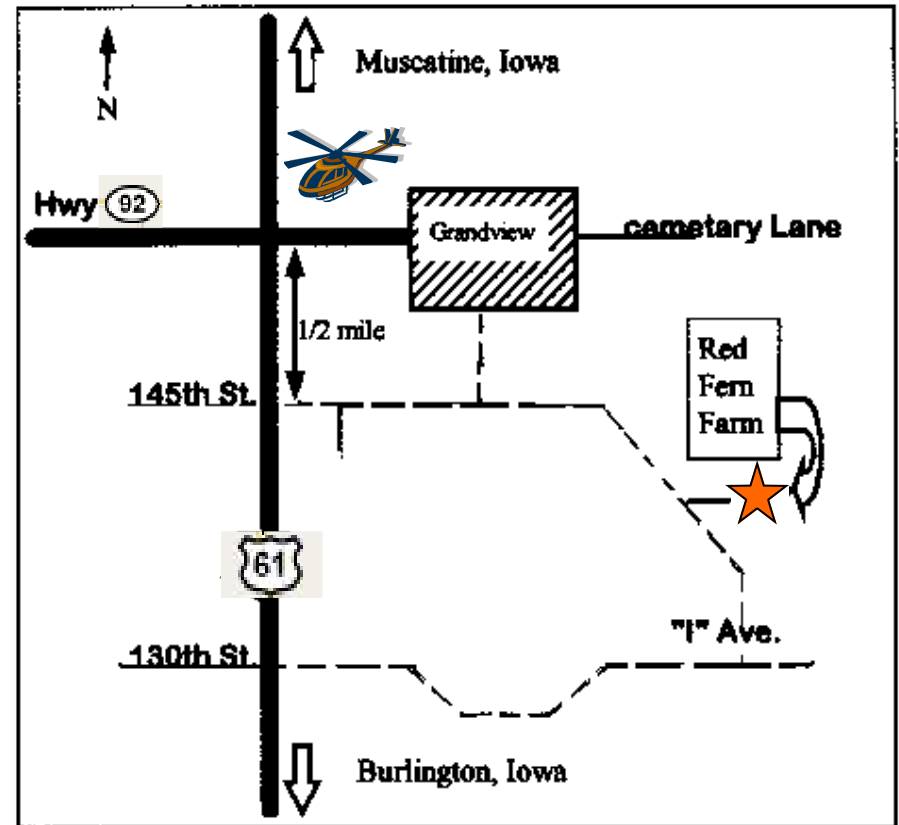 Muscatine, Iowa
N
Hwy 92
Grandview
cametary Lane
1/2 mile
Red
Fern
Farm
145th St.
61
"I" Ave.
130th St.
Burlington, Iowa